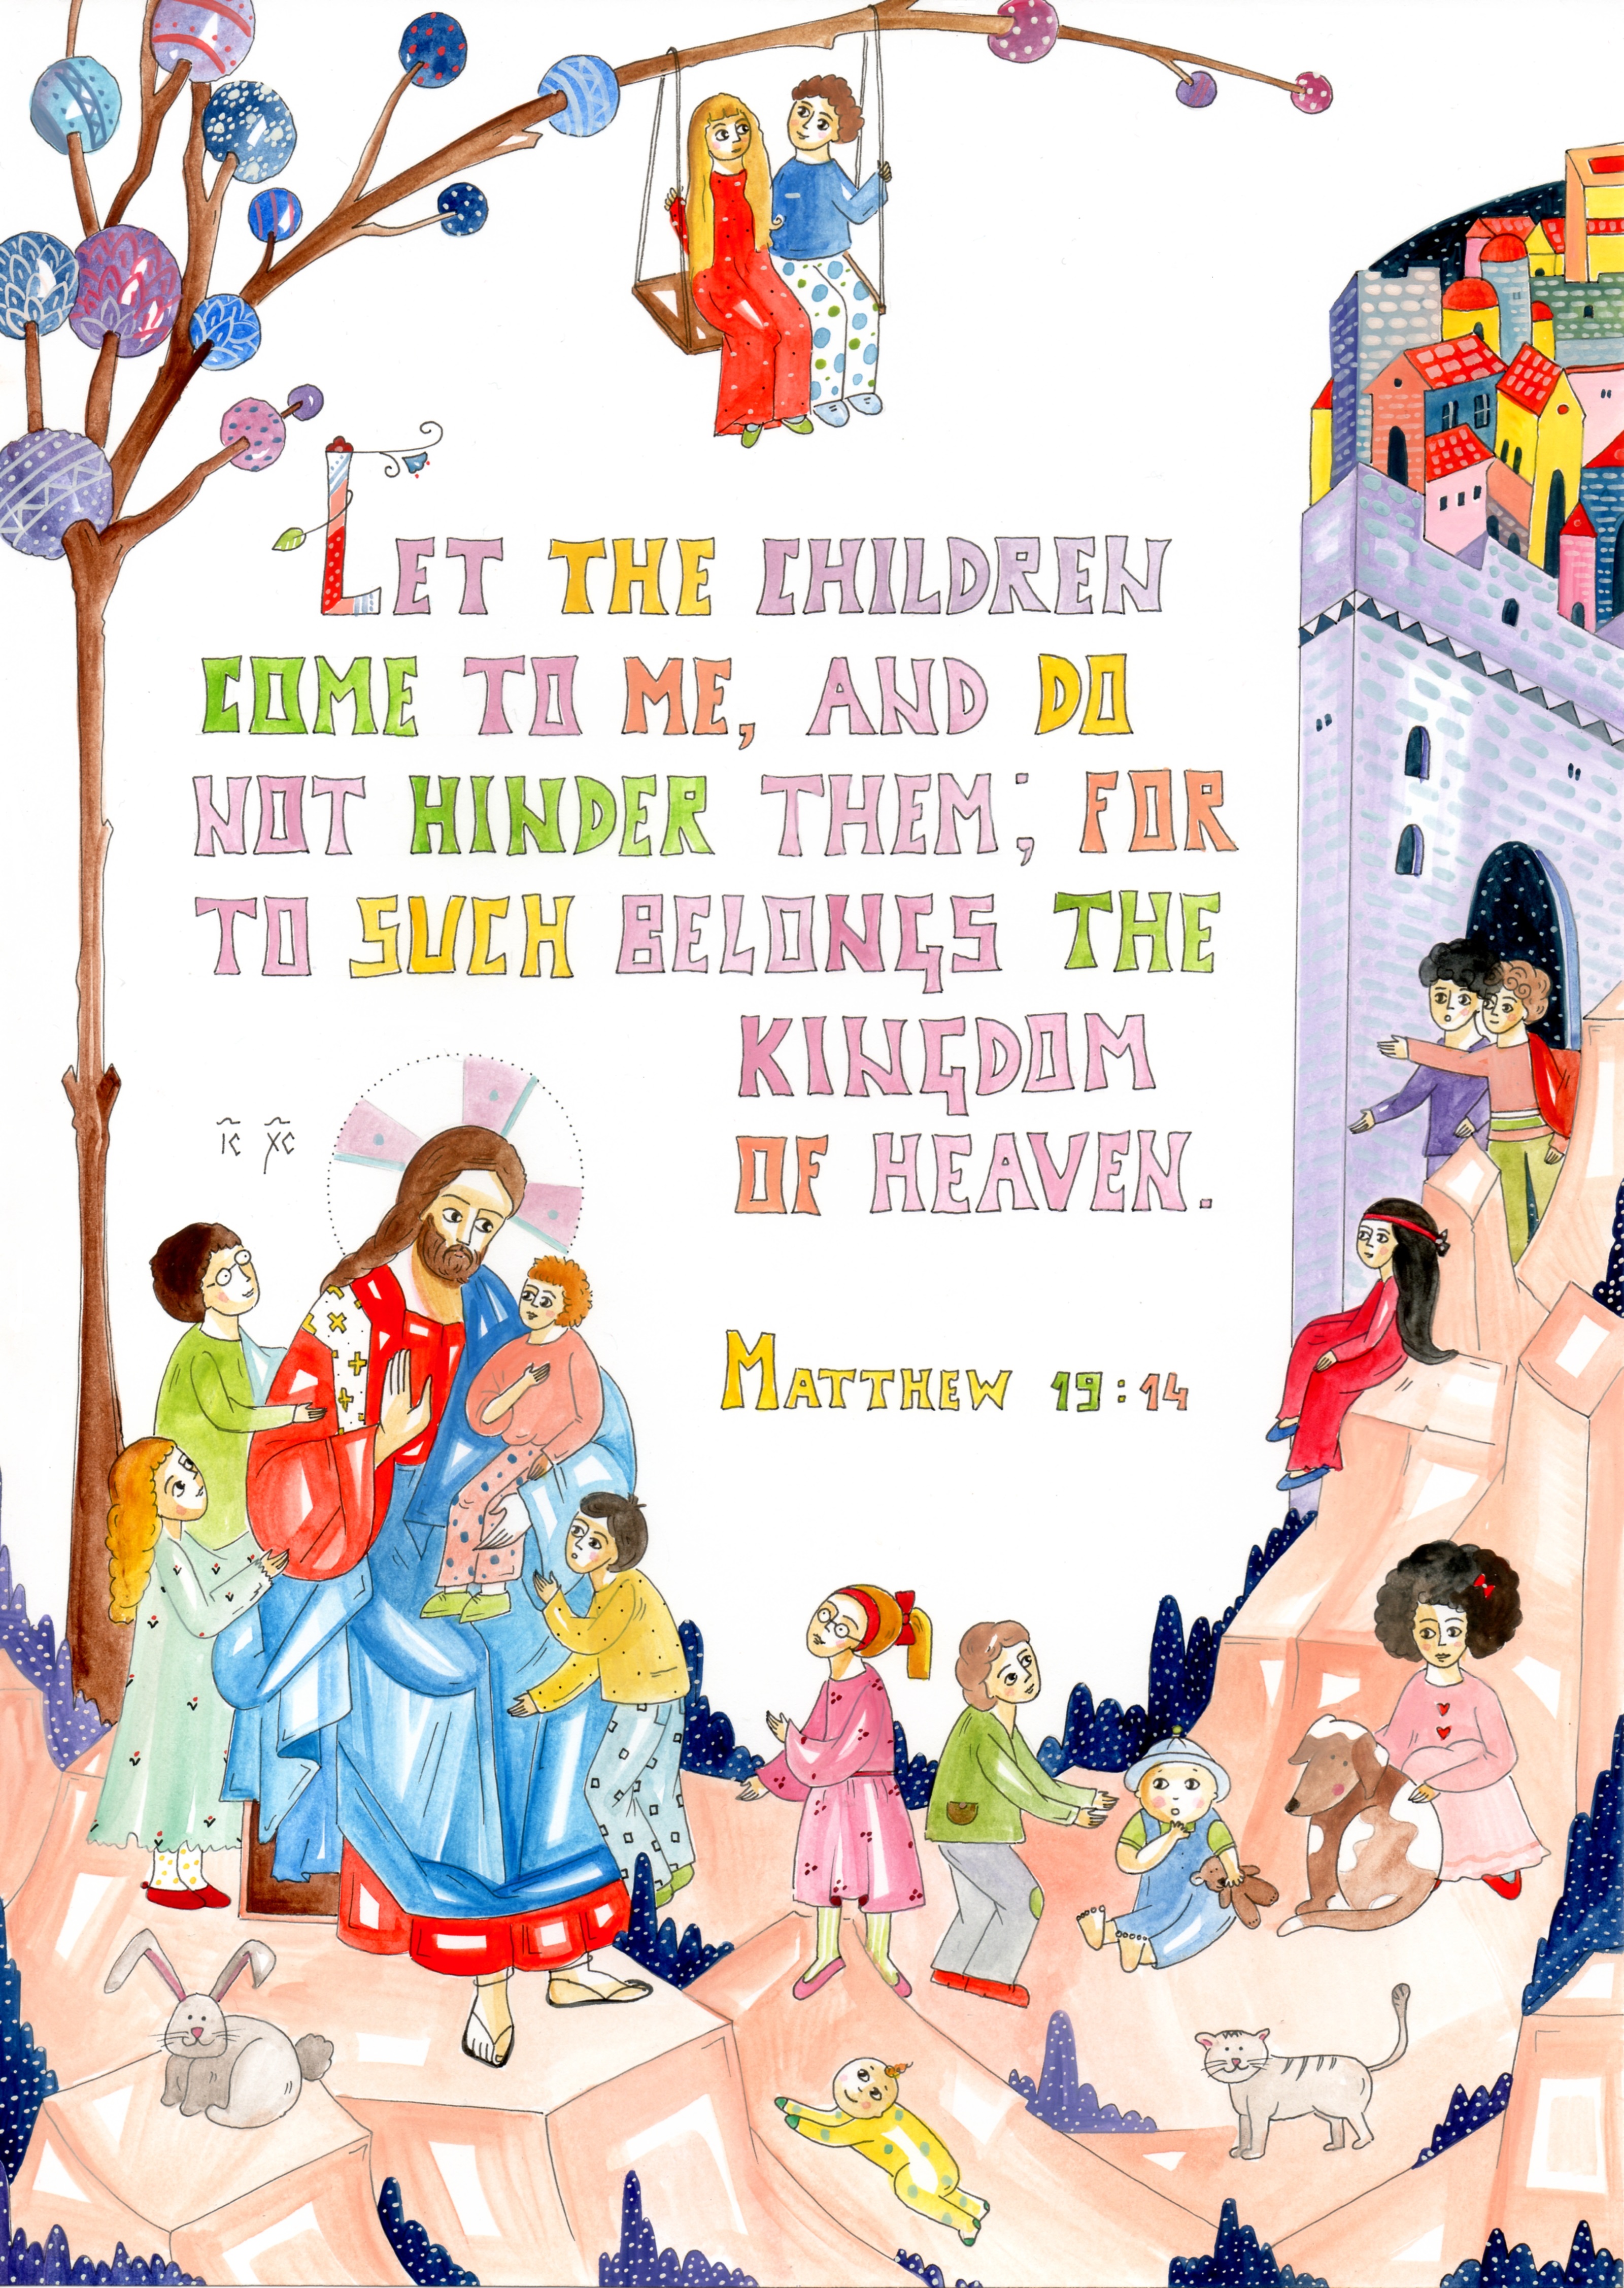 LET THE CHILDREN
COME TO ME, AND DO
NOT HINDER THEM; FOR
TO SUCH BELONGS THE
KINGDOM
OF HEAVEN.
IC XC
MATTHEW 19:14